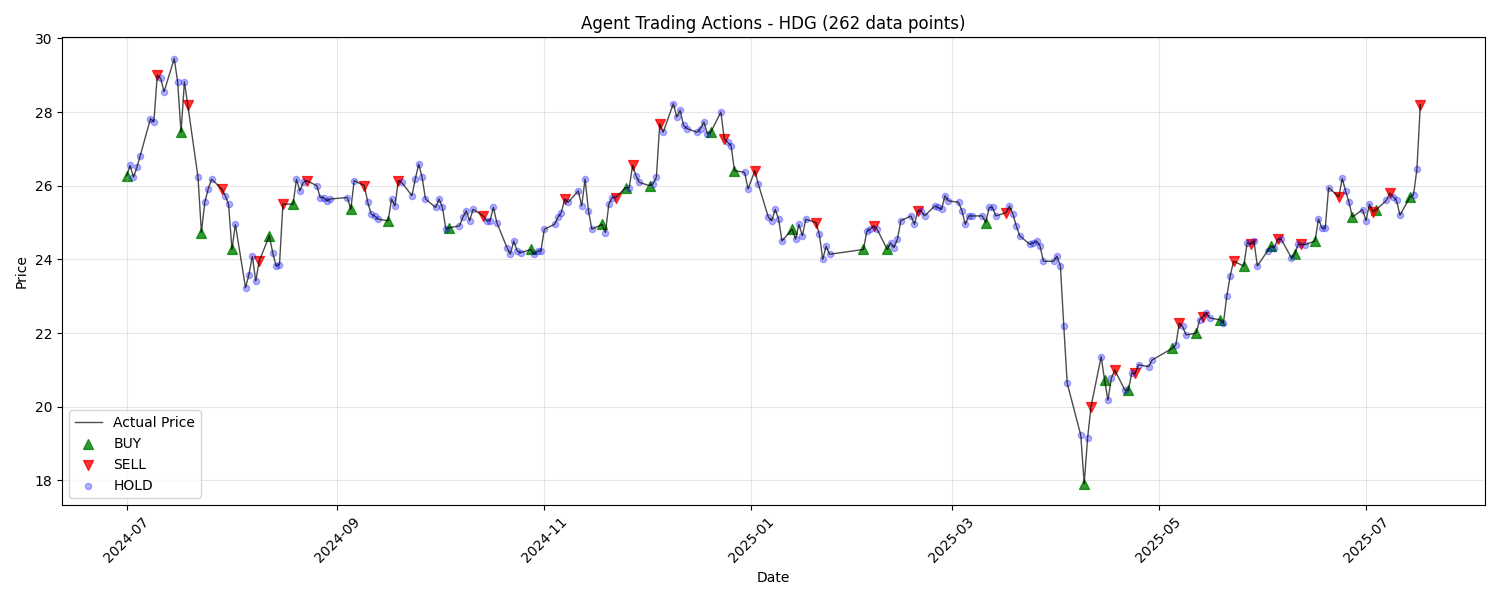 Agent Trading Actions - HDG (262 data points)
30
28
26
24
22
20
18
Price
Actual Price
BUY
SELL
HOLD
2024-07
2024-09
2024-11
2025-01
2025-03
2025-05
2025-07
Date